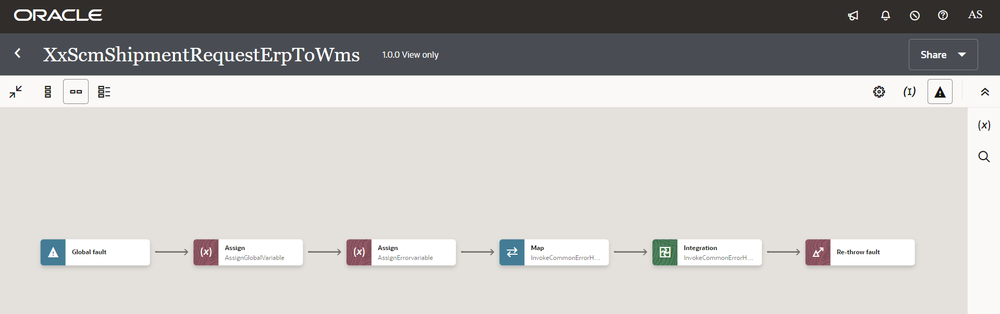 ORACLE
AS
XxScmShipmentRequestErpToWms
1.0.0 View only
Share
(I)
(x)
Global fault
(x)
Assign
AssignGlobalVariable
(x)
Assign
AssignErrorvariable
Map
InvokeCommonErrorH...
Integration
InvokeCommonErrorH...
Re-throw fault